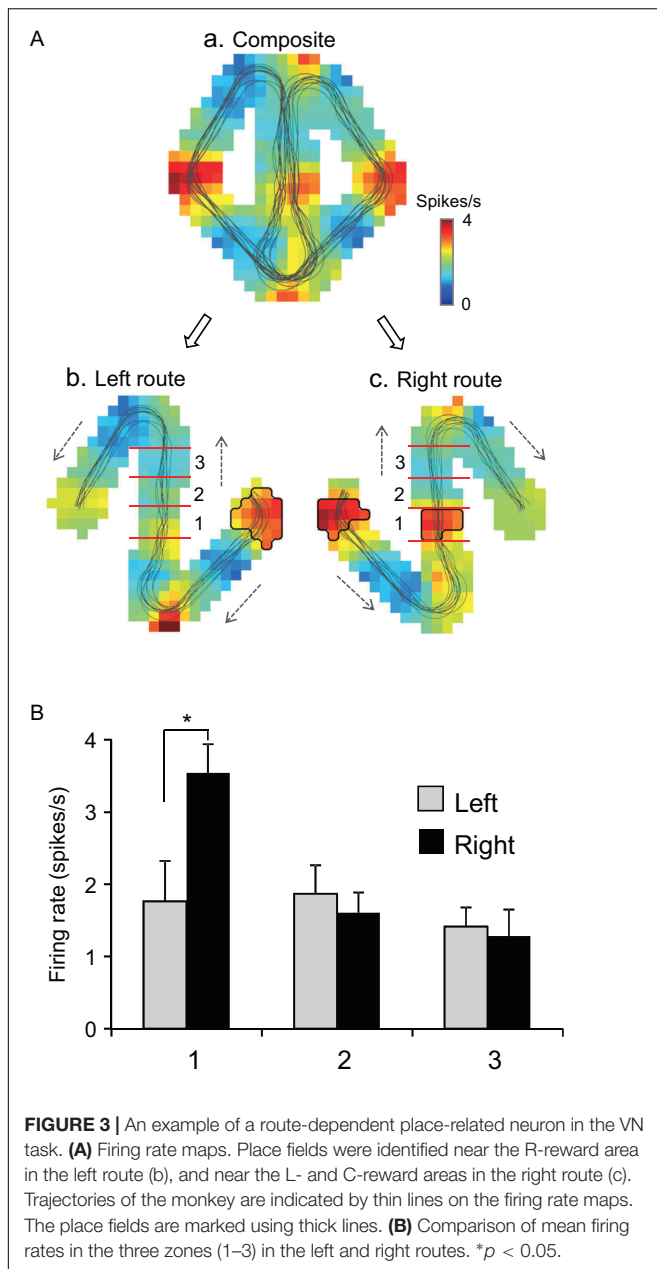 A
a. Composite
Spikes/s
4
0
b. Left route
c. Right route
3
2
1
3
2
1
B
*
4
3
2
1
0
Firing rate (spikes/s)
Left
Right
1
2
3
FIGURE 3 | An example of a route-dependent place-related neuron in the VN
task. (A) Firing rate maps. Place fields were identified near the R-reward area
in the left route (b), and near the L- and C-reward areas in the right route (c).
Trajectories of the monkey are indicated by thin lines on the firing rate maps.
The place fields are marked using thick lines. (B) Comparison of mean firing
rates in the three zones (1–3) in the left and right routes. *p < 0.05.